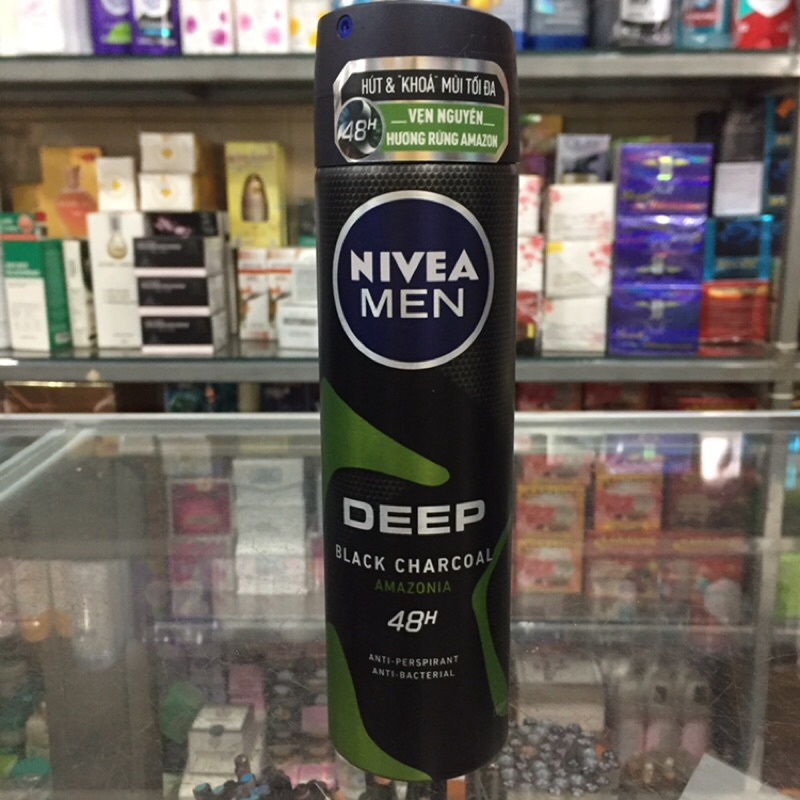 HÚT & "KHOÁ" MÙI TỐI ĐA
48H
VẸN NGUYÊN
HƯƠNG RỪNG AMAZON
NIVEA
MEN
DEEP
BLACK CHARCOAL
AMAZONIA
48H
ANTI-PERSPIRANT
ANTI-BACTERIAL